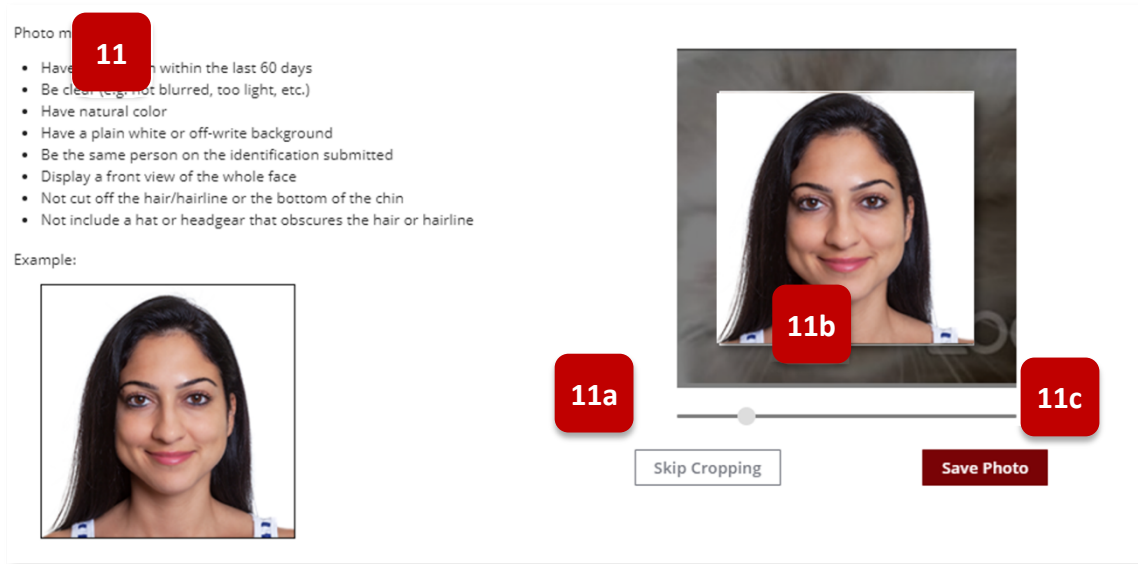 Photo m
11
Have within the last 60 days
Be clear (e.g. not blurred, too light, etc.)
Have natural color
Have a plain white or off-write background
Be the same person on the identification submitted
Display a front view of the whole face
Not cut off the hair/hairline or the bottom of the chin
Not include a hat or headgear that obscures the hair or hairline
Example:
11b
11a
11c
Skip Cropping
Save Photo